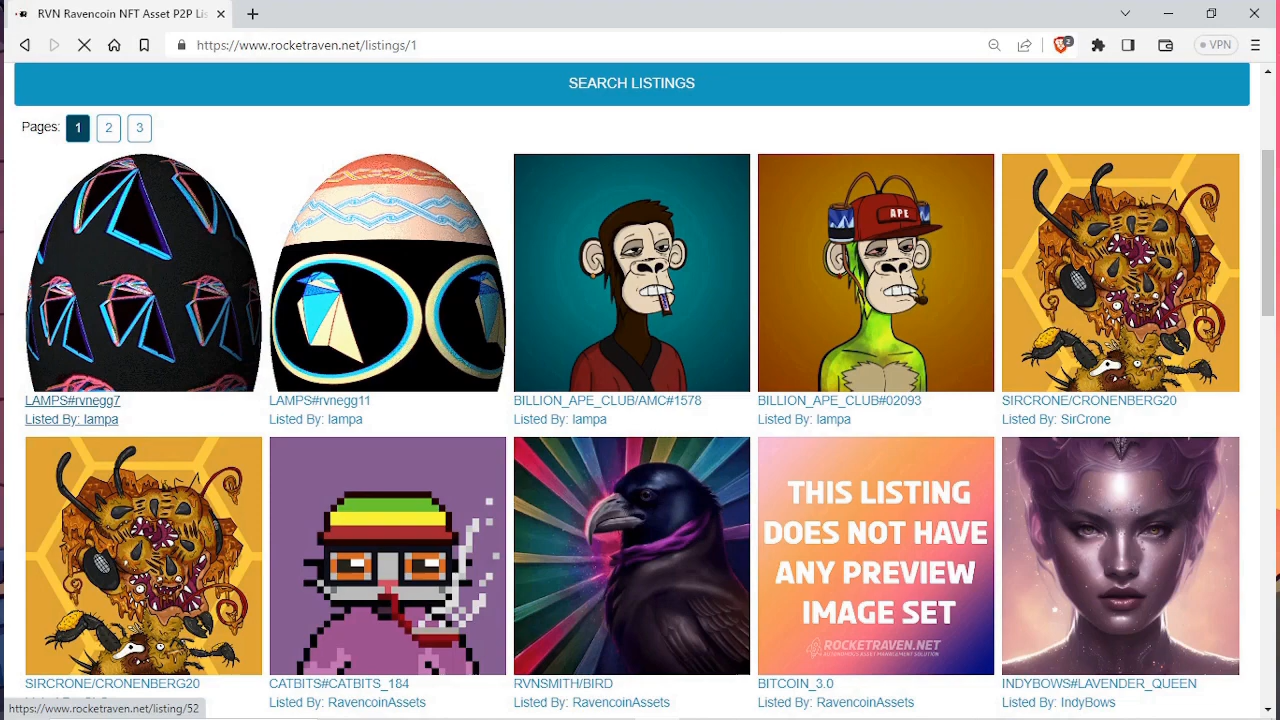 RVN Ravencoin NFT Asset P2P Lis
https://www.rocketraven.net/listings/1
2
VPN
SEARCH LISTINGS
Pages: 1 2 3
APE
LAMPS#rvnegg7
Listed By: lampa
LAMPS#rvnegg11
Listed By: lampa
BILLION_APE_CLUB/AMC#1578
Listed By: lampa
BILLION_APE_CLUB#02093
Listed By: lampa
SIRCRONE/CRONENBERG20
Listed By: SirCrone
THIS LISTING
DOES NOT HAVE
ANY PREVIEW
IMAGE SET
ROCKETRAVEN.NET
SIRCRONE/CRONENBERG20
CATBITS#CATBITS_184
Listed By: RavencoinAssets
RVNSMITH/BIRD
Listed By: RavencoinAssets
BITCOIN_3.0
Listed By: RavencoinAssets
INDYBOWS#LAVENDER_QUEEN
Listed By: IndyBows
https://www.rocketraven.net/listing/52